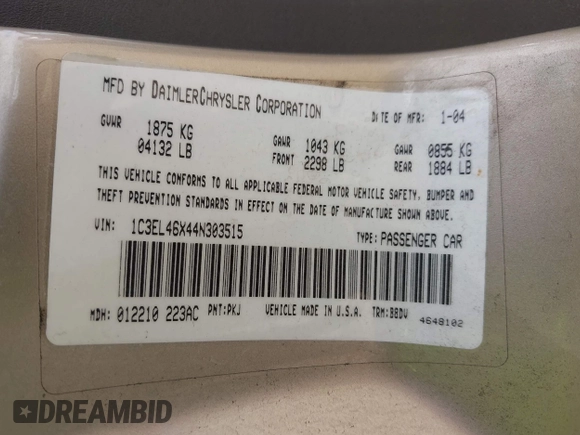 MFD BY DAIMLERCHRYSLER CORPORATION
DATE OF MFR: 1-04
GVWR 1875 KG
04132 LB
GAWR 1043 KG
FRONT 2298 LB
GAWR 0855 KG
REAR 1884 LB
THIS VEHICLE CONFORMS TO ALL APPLICABLE FEDERAL MOTOR VEHICLE SAFETY, BUMPER AND
THEFT PREVENTION STANDARDS IN EFFECT ON THE DATE OF MANUFACTURE SHOWN ABOVE.
VIN: 1C3EL46X44N303515
TYPE: PASSENGER CAR
MDH: 012210 223AC
PNT: PKJ
VEHICLE MADE IN U.S.A.
TRM: BBDV
4648102
DREAMBID